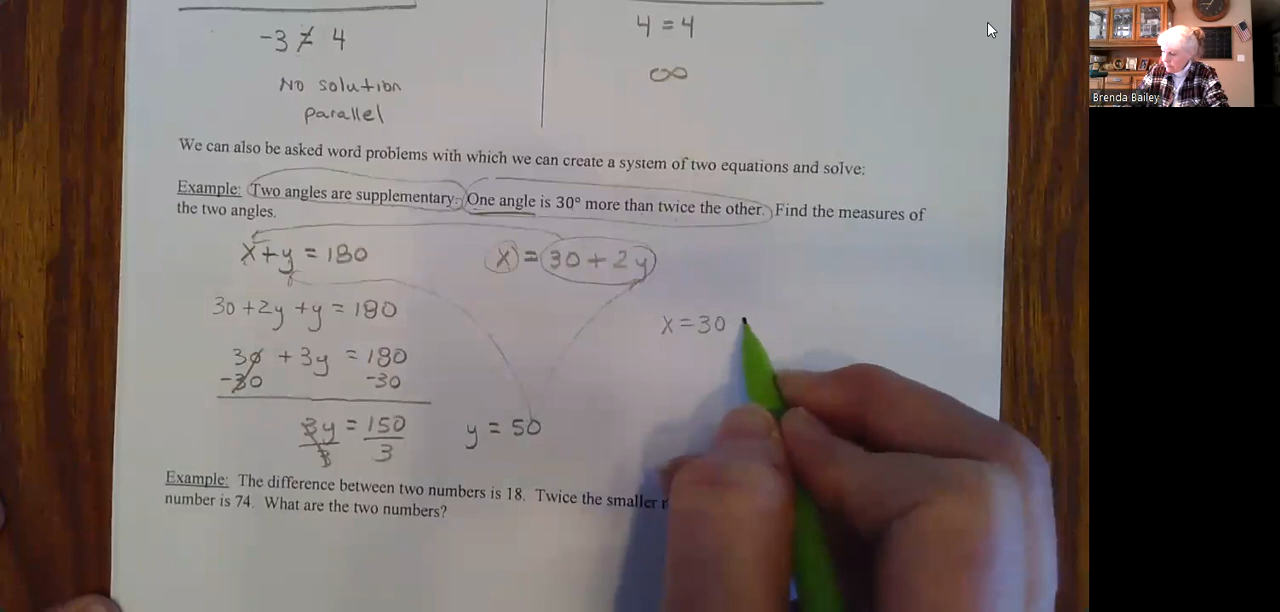 -3 ≠ 4
4 = 4
No solution
∞
parallel
We can also be asked word problems with which we can create a system of two equations and solve:
Example: Two angles are supplementary. One angle is 30° more than twice the other. Find the measures of
the two angles.
x+y = 180
x = 30 + 2y
30 +2y +y = 180
x = 30
30 + 3y = 180
-30 -30
3y = 150
3 3
y = 50
Example: The difference between two numbers is 18. Twice the smaller
number is 74. What are the two numbers?
Brenda Bailey